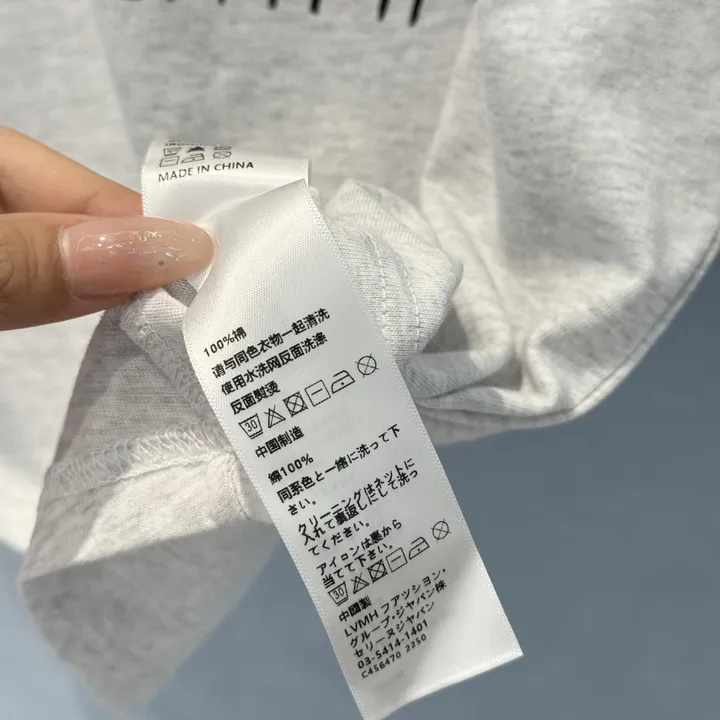 MADE IN CHINA
100%棉
请与同色衣物一起清洗
使用水洗网反面洗涤
反面熨烫
30
中国制造
綿100%
同系色と一緒に洗って下
さい。
クリーニングはネットに
入れて裏返しにして洗っ
てください。
アイロンは裏から
当てて下さい。
30
中國製
LVMH ファッション・
グループ・ジャパン株
セリーヌジャパン
03-5414-1401
C456470 2250